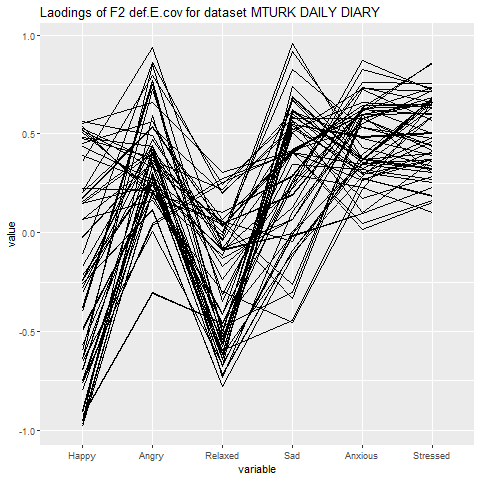 Laodings of F2 def.E.cov for dataset MTURK DAILY DIARY
1.0
0.5
0.0
-0.5
-1.0
value
Happy Angry Relaxed Sad Anxious Stressed
variable